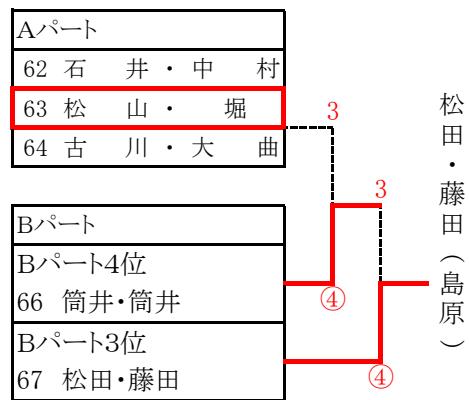 Aパート
62 石 井・中 村
63 松 山・ 堀
64 古 川・大 曲
3
Bパート
Bパート4位
66 筒井・筒井
④
Bパート3位
67 松田・藤田
3
④
松田・藤田(島原)